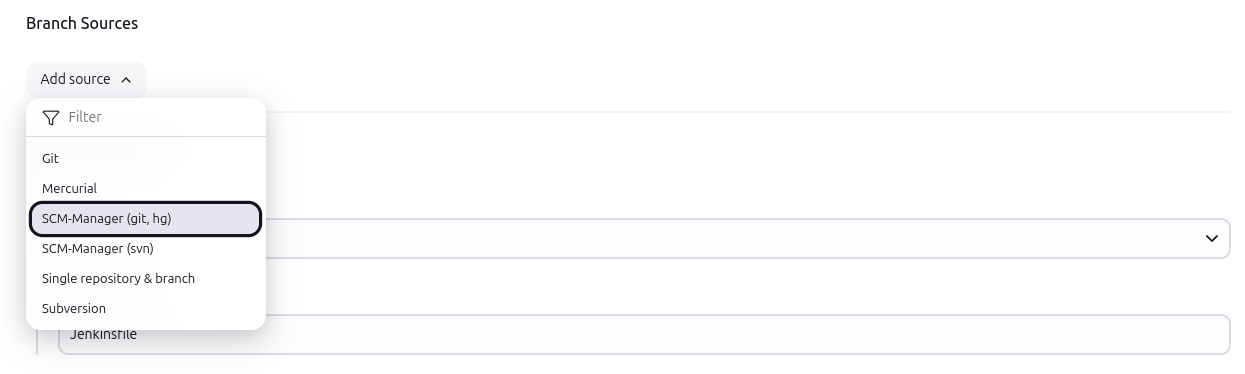 Branch Sources
Add source
Filter
Git
Mercurial
SCM-Manager (git, hg)
SCM-Manager (svn)
Single repository & branch
Subversion
Jenkinsfile